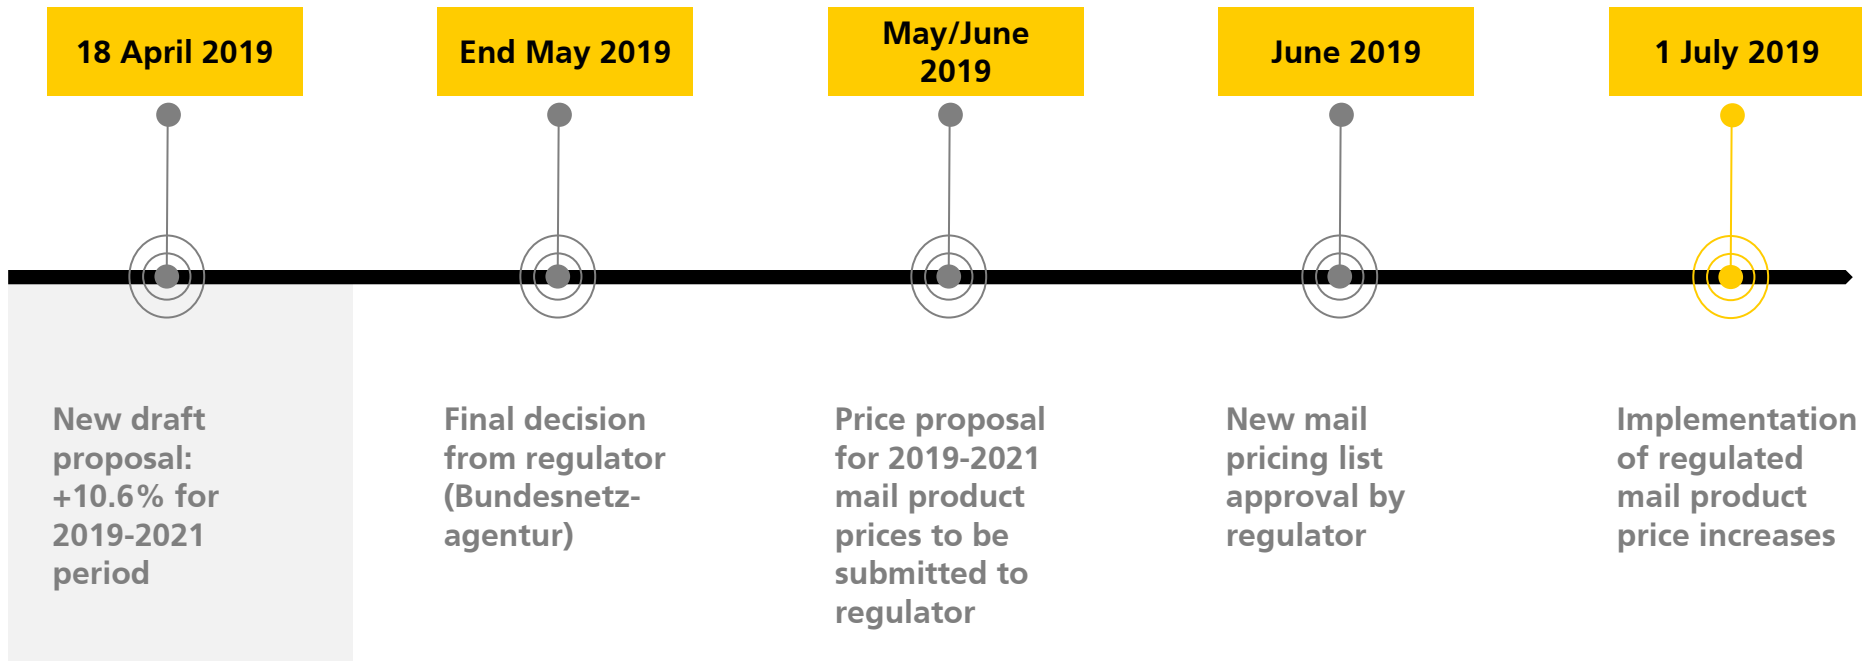 18 April 2019
End May 2019
May/June
2019
June 2019
1 July 2019
New draft
proposal:
+10.6% for
2019-2021
period
Final decision
from regulator
(Bundesnetz-
agentur)
Price proposal
for 2019-2021
mail product
prices to be
submitted to
regulator
New mail
pricing list
approval by
regulator
Implementation
of regulated
mail product
price increases